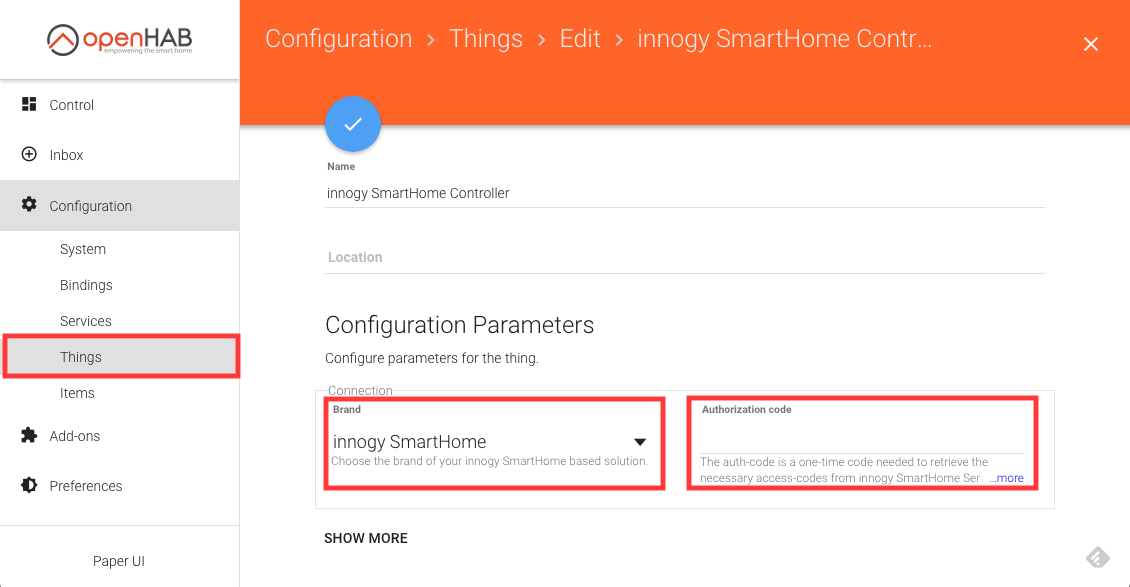 openHAB
empowering the smart home
Control
Inbox
Configuration
System
Bindings
Services
Things
Items
Add-ons
Preferences
Paper UI
Configuration > Things > Edit > innogy SmartHome Contr...
Name
innogy SmartHome Controller
Location
Configuration Parameters
Configure parameters for the thing.
Connection
Brand
innogy SmartHome
Choose the brand of your innogy SmartHome based solution.
Authorization code
The auth-code is a one-time code needed to retrieve the
necessary access-codes from innogy SmartHome Ser ...more
SHOW MORE